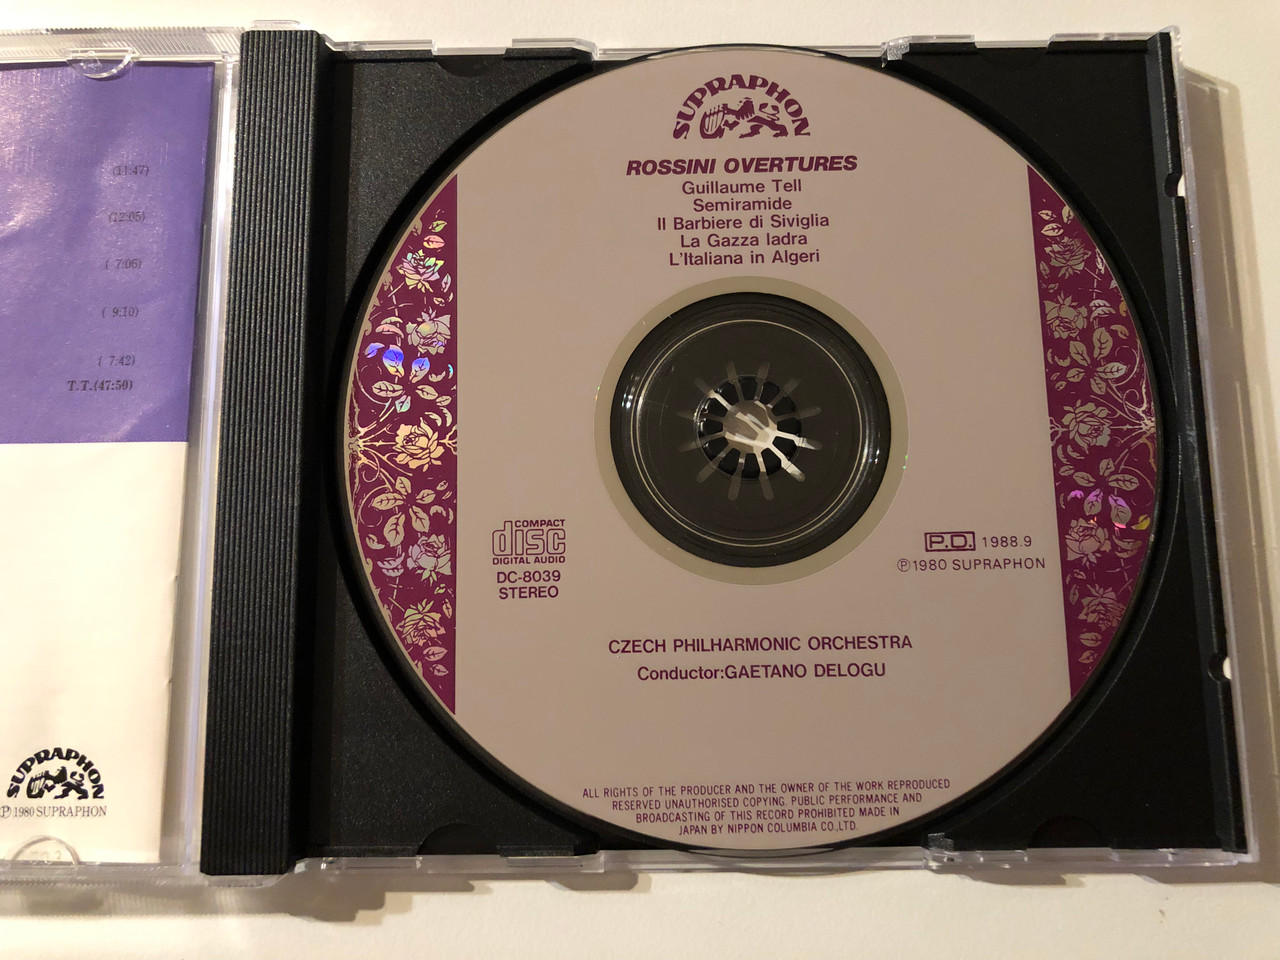 (11:47)
(12:05)
( 7:06)
( 9:10)
( 7:42)
T.T.(47:50)
SUPRAPHON
Ⓟ1980 SUPRAPHON
SUPRAPHON
ROSSINI OVERTURES
Guillaume Tell
Semiramide
Il Barbiere di Siviglia
La Gazza ladra
L'Italiana in Algeri
COMPACT
disc
DIGITAL AUDIO
DC-8039
STEREO
P.D. 1988.9
Ⓟ1980 SUPRAPHON
CZECH PHILHARMONIC ORCHESTRA
Conductor:GAETANO DELOGU
ALL RIGHTS OF THE PRODUCER AND THE OWNER OF THE WORK REPRODUCED
RESERVED UNAUTHORISED COPYING. PUBLIC PERFORMANCE AND
BROADCASTING OF THIS RECORD PROHIBITED MADE IN
JAPAN BY NIPPON COLUMBIA CO.,LTD.